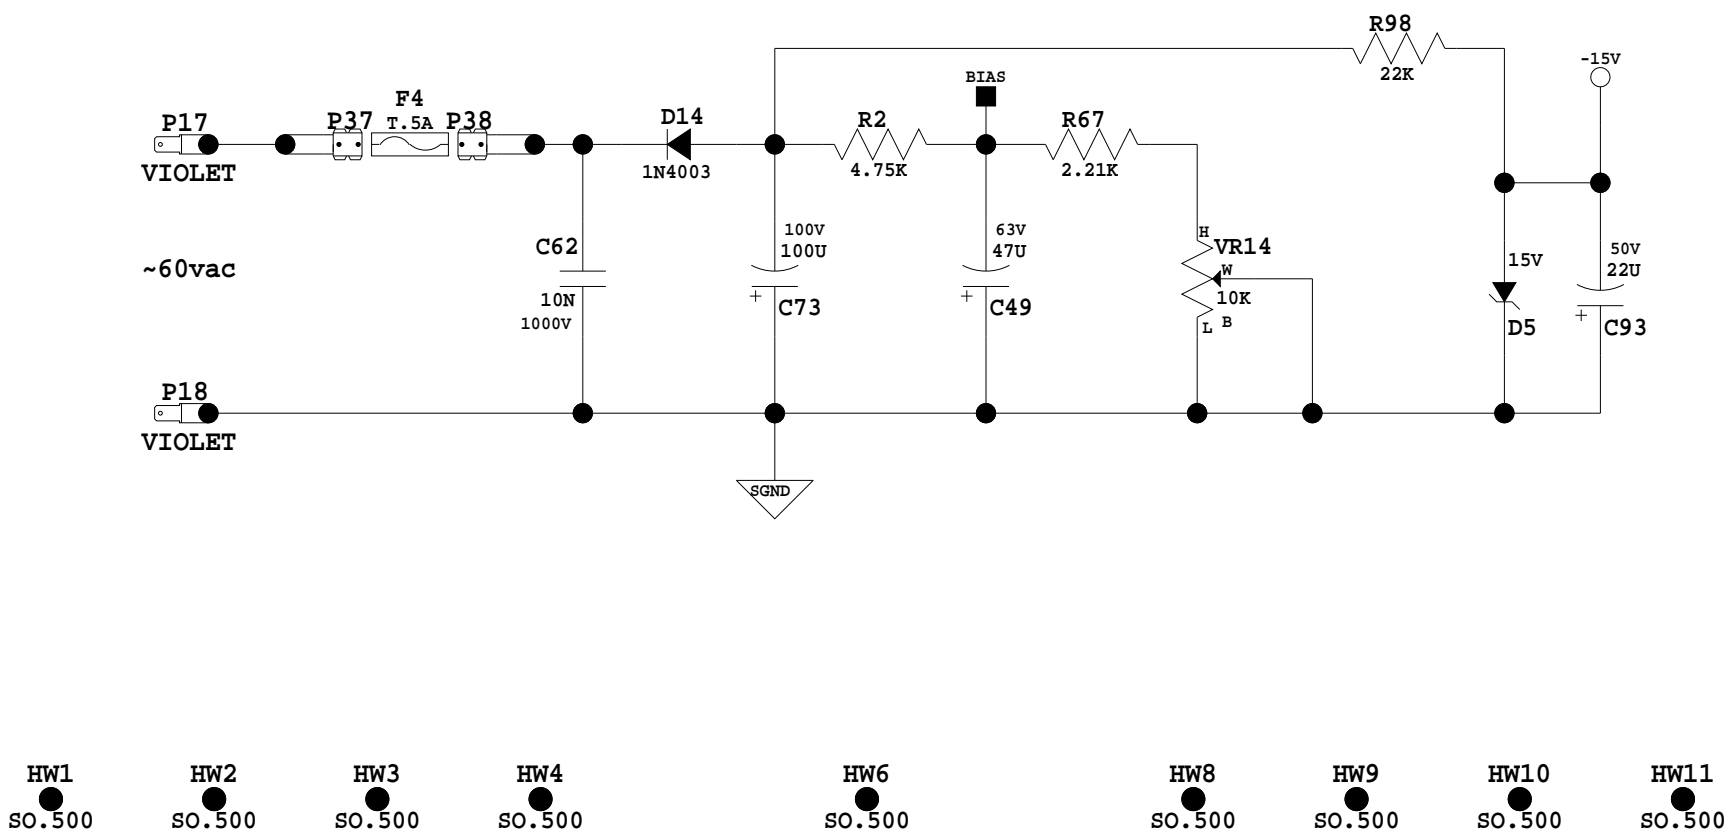 R98
22K
-15V
BIAS
F4
T.5A
P17
P37
P38
D14
R2
R67
VIOLET
1N4003
4.75K
2.21K
~60vac
C62
10N
1000V
100V
100U
C73
63V
47U
C49
H
VR14
W
10K
L
B
15V
D5
50V
22U
C93
P18
VIOLET
SGND
HW1
HW2
HW3
HW4
HW6
HW8
HW9
HW10
HW11
SO.500
SO.500
SO.500
SO.500
SO.500
SO.500
SO.500
SO.500
SO.500